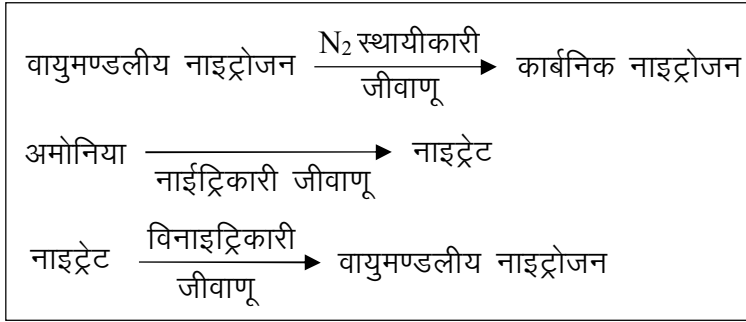 N₂ स्थायीकारी
वायुमण्डलीय नाइट्रोजन → कार्बनिक नाइट्रोजन
जीवाणू
अमोनिया → नाइट्रेट
नाईट्रिकारी जीवाणू
विनाइट्रिकारी
नाइट्रेट → वायुमण्डलीय नाइट्रोजन
जीवाणू